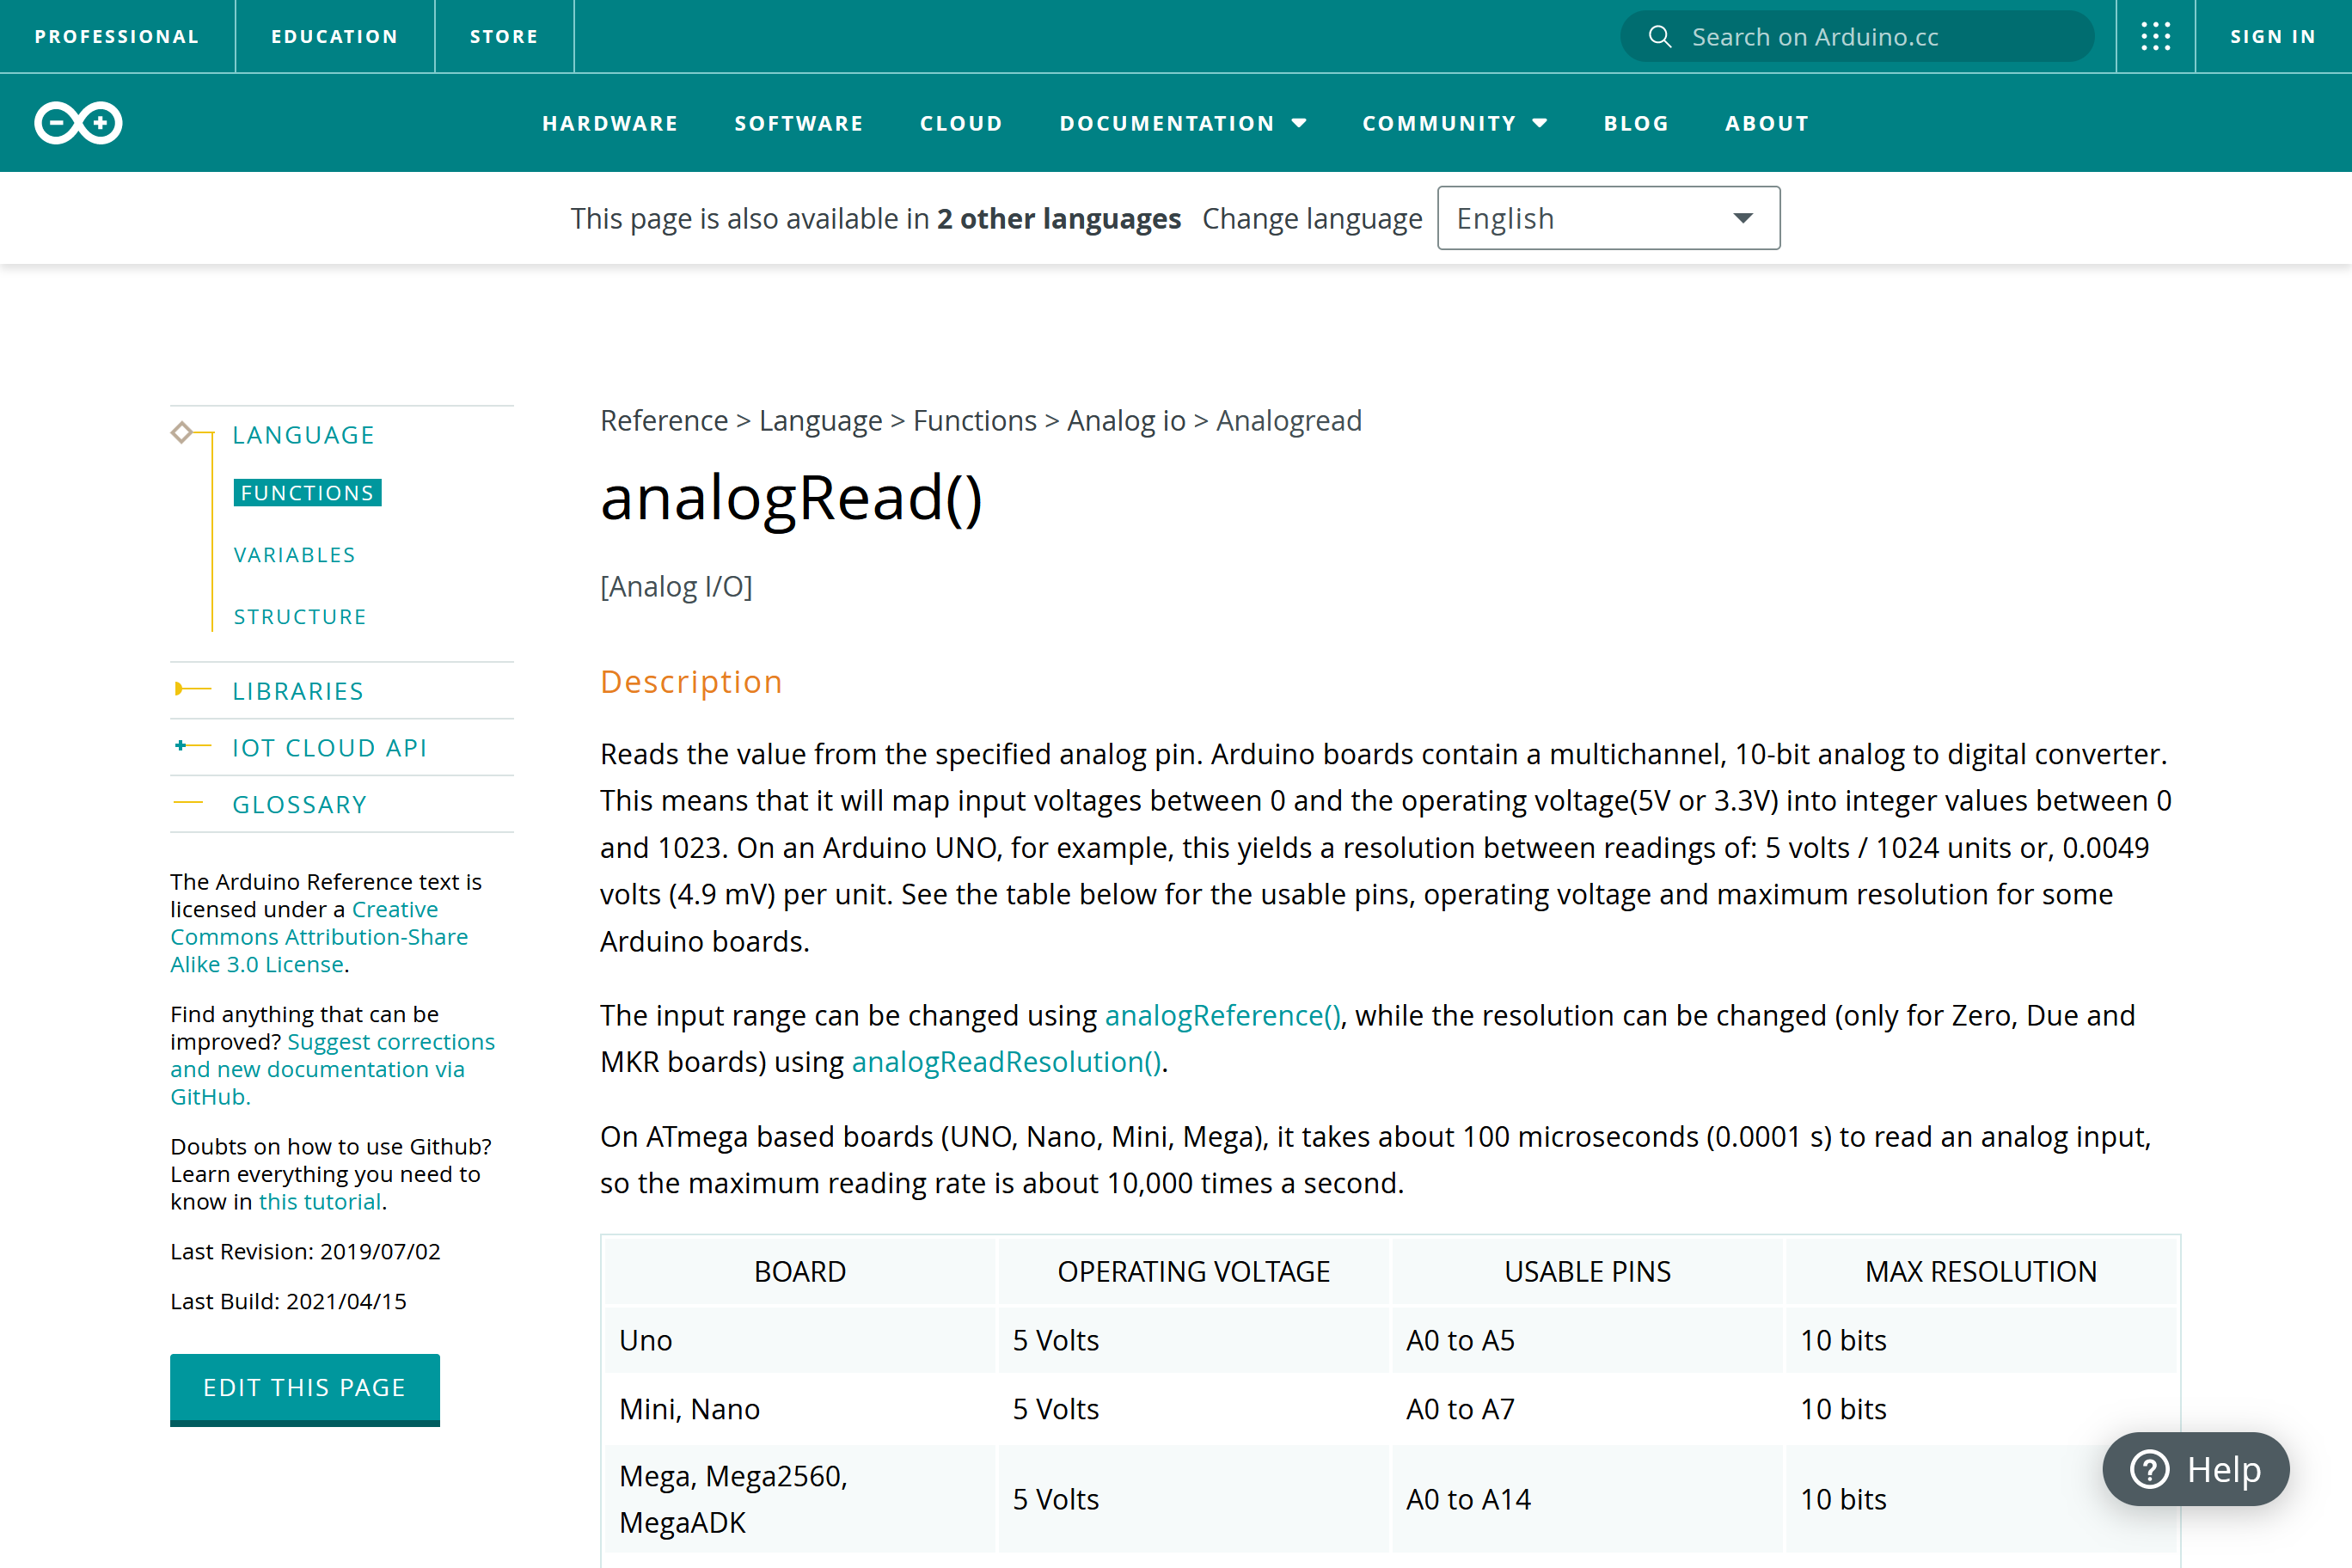 PROFESSIONAL
EDUCATION
STORE
Search on Arduino.cc
SIGN IN
HARDWARE
SOFTWARE
CLOUD
DOCUMENTATION
COMMUNITY
BLOG
ABOUT
This page is also available in 2 other languages
Change language
English
LANGUAGE
FUNCTIONS
VARIABLES
STRUCTURE
LIBRARIES
IOT CLOUD API
GLOSSARY
The Arduino Reference text is
licensed under a Creative
Commons Attribution-Share
Alike 3.0 License.
Find anything that can be
improved? Suggest corrections
and new documentation via
GitHub.
Doubts on how to use Github?
Learn everything you need to
know in this tutorial.
Last Revision: 2019/07/02
Last Build: 2021/04/15
EDIT THIS PAGE
Reference > Language > Functions > Analog io > Analogread
analogRead()
[Analog I/O]
Description
Reads the value from the specified analog pin. Arduino boards contain a multichannel, 10-bit analog to digital converter.
This means that it will map input voltages between 0 and the operating voltage(5V or 3.3V) into integer values between 0
and 1023. On an Arduino UNO, for example, this yields a resolution between readings of: 5 volts / 1024 units or, 0.0049
volts (4.9 mV) per unit. See the table below for the usable pins, operating voltage and maximum resolution for some
Arduino boards.
The input range can be changed using analogReference(), while the resolution can be changed (only for Zero, Due and
MKR boards) using analogReadResolution().
On ATmega based boards (UNO, Nano, Mini, Mega), it takes about 100 microseconds (0.0001 s) to read an analog input,
so the maximum reading rate is about 10,000 times a second.
BOARD OPERATING VOLTAGE USABLE PINS MAX RESOLUTION
Uno 5 Volts A0 to A5 10 bits
Mini, Nano 5 Volts A0 to A7 10 bits
Mega, Mega2560,
MegaADK 5 Volts A0 to A14 10 bits
Help